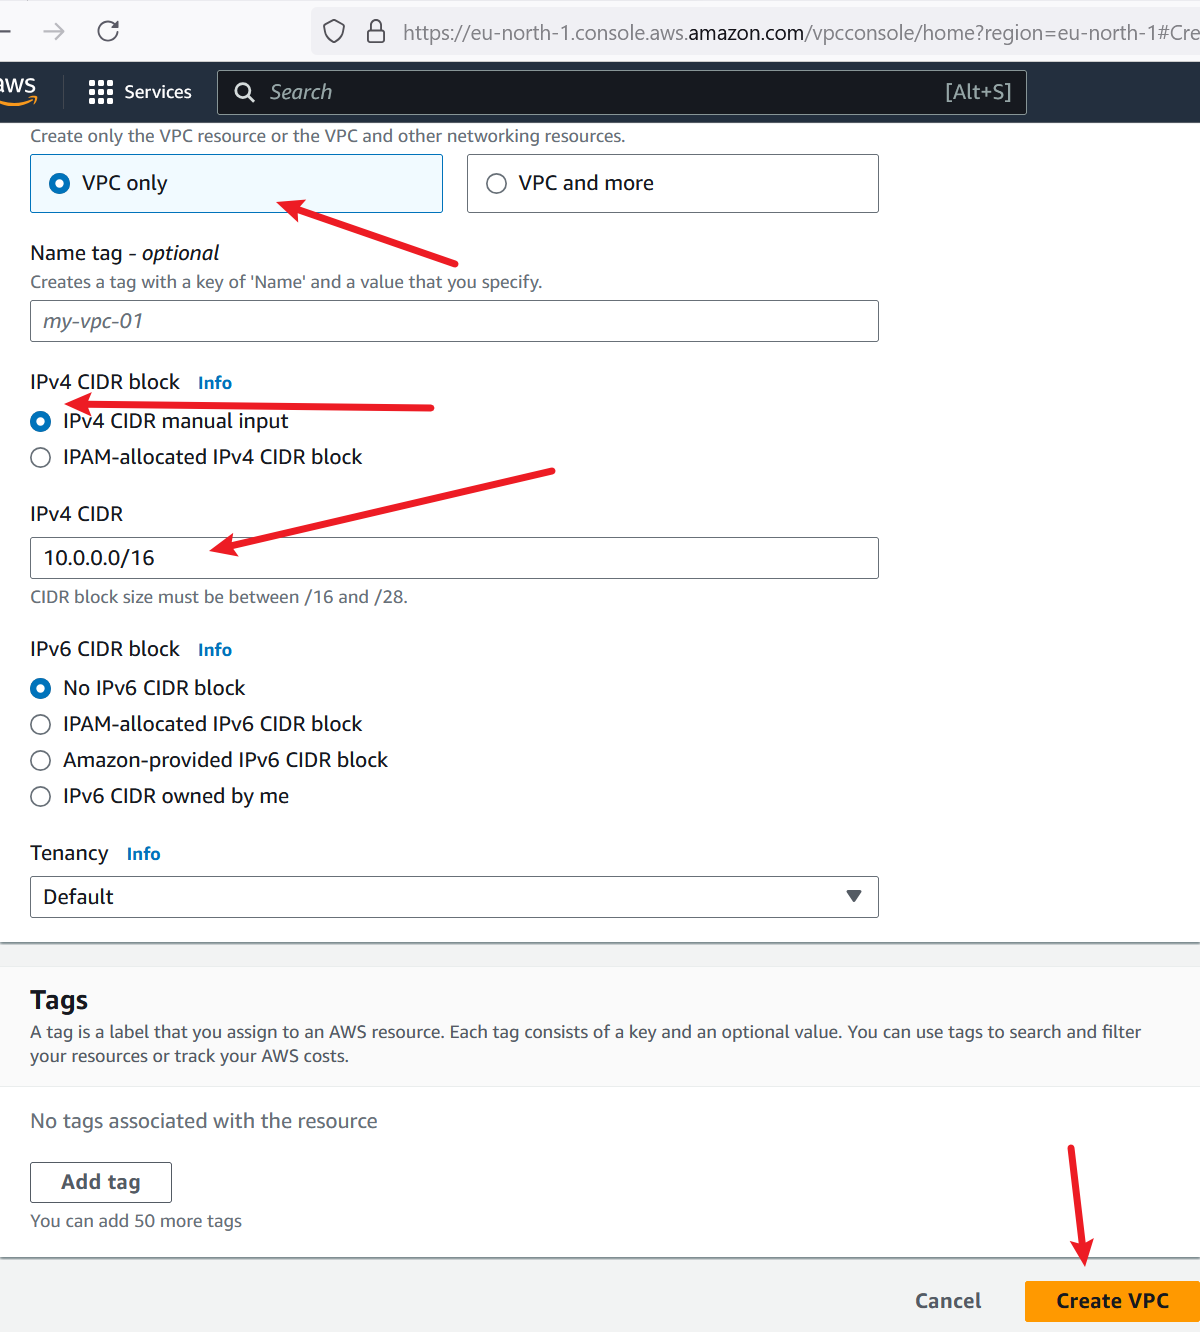 https://eu-north-1.console.aws.amazon.com/vpcconsole/home?region=eu-north-1#Cre
aws
Services
Search
[Alt+S]
Create only the VPC resource or the VPC and other networking resources.
VPC only
VPC and more
Name tag - optional
Creates a tag with a key of 'Name' and a value that you specify.
my-vpc-01
IPv4 CIDR block Info
IPv4 CIDR manual input
IPAM-allocated IPv4 CIDR block
IPv4 CIDR
10.0.0.0/16
CIDR block size must be between /16 and /28.
IPv6 CIDR block Info
No IPv6 CIDR block
IPAM-allocated IPv6 CIDR block
Amazon-provided IPv6 CIDR block
IPv6 CIDR owned by me
Tenancy Info
Default
Tags
A tag is a label that you assign to an AWS resource. Each tag consists of a key and an optional value. You can use tags to search and filter
your resources or track your AWS costs.
No tags associated with the resource
Add tag
You can add 50 more tags
Cancel
Create VPC